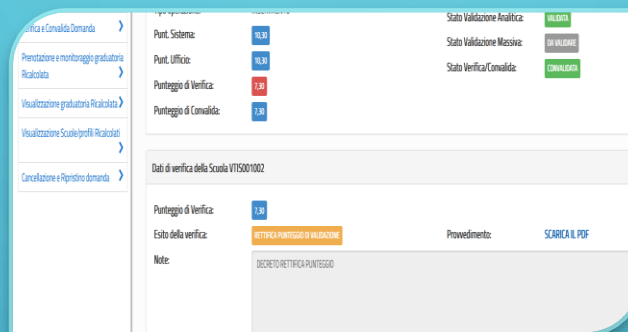 e Convalida Domanda
Prenotazione e monitoraggio graduatoria
Ricalcolata
Visualizzazione graduatoria Ricalcolata
Visualizzazione Scuole/profili Ricalcolati
Cancellazione e Ripristino domanda
Stato Validazione Analitica: VALIDATA
Punt. Sistema: 10,30
Stato Validazione Massiva: DA VALIDARE
Punt. Ufficio: 10,30
Stato Verifica/Convalida: CONVALIDATA
Punteggio di Verifica: 7,30
Punteggio di Convalida: 7,30
Dati di verifica della Scuola VTIS001002
Punteggio di Verifica: 7,30
Esito della verifica: RETTIFICA PUNTEGGIO DI VALIDAZIONE
Provvedimento: SCARICA IL PDF
Note: DECRETO RETTIFICA PUNTEGGIO